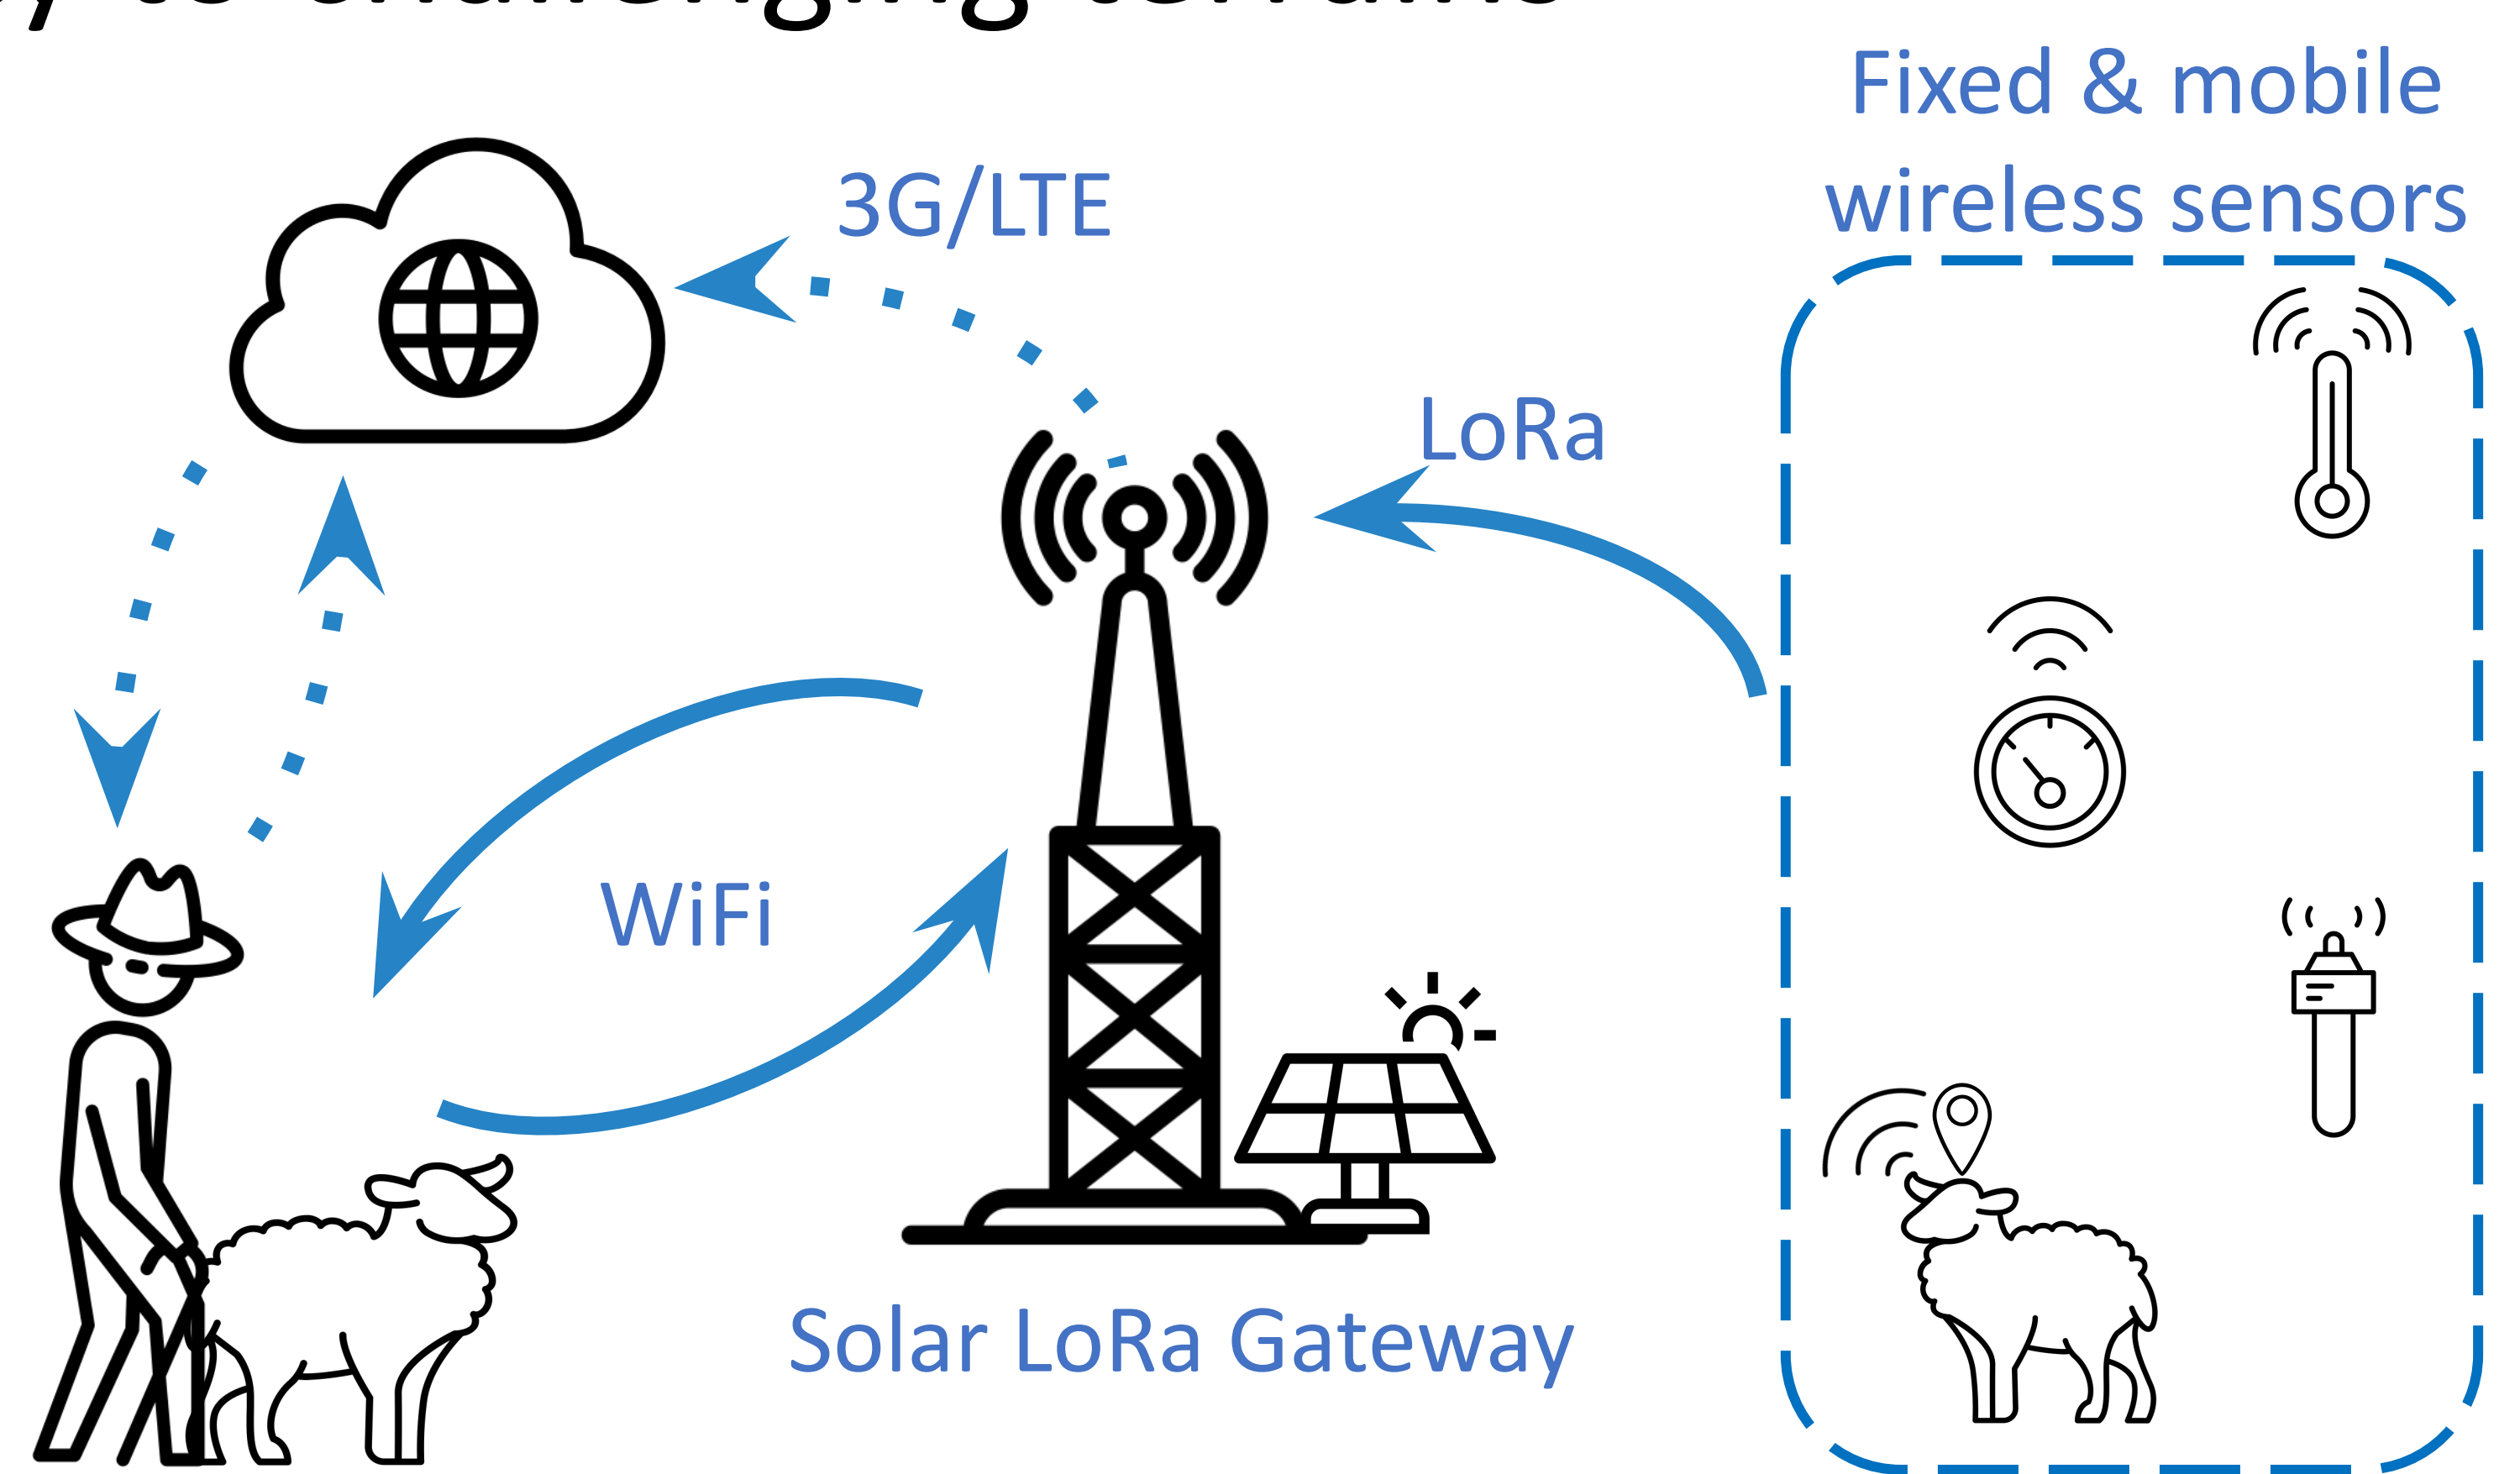 Fixed & mobile
wireless sensors
3G/LTE
LoRa
WiFi
Solar LoRa Gateway